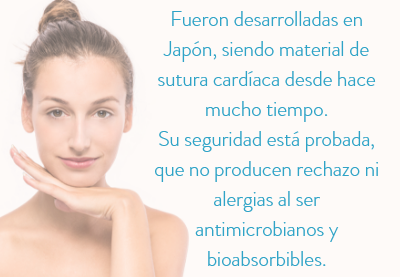 Fueron desarrolladas en
Japón, siendo material de
sutura cardíaca desde hace
mucho tiempo.
Su seguridad está probada,
que no producen rechazo ni
alergias al ser
antimicrobianos y
bioabsorbibles.